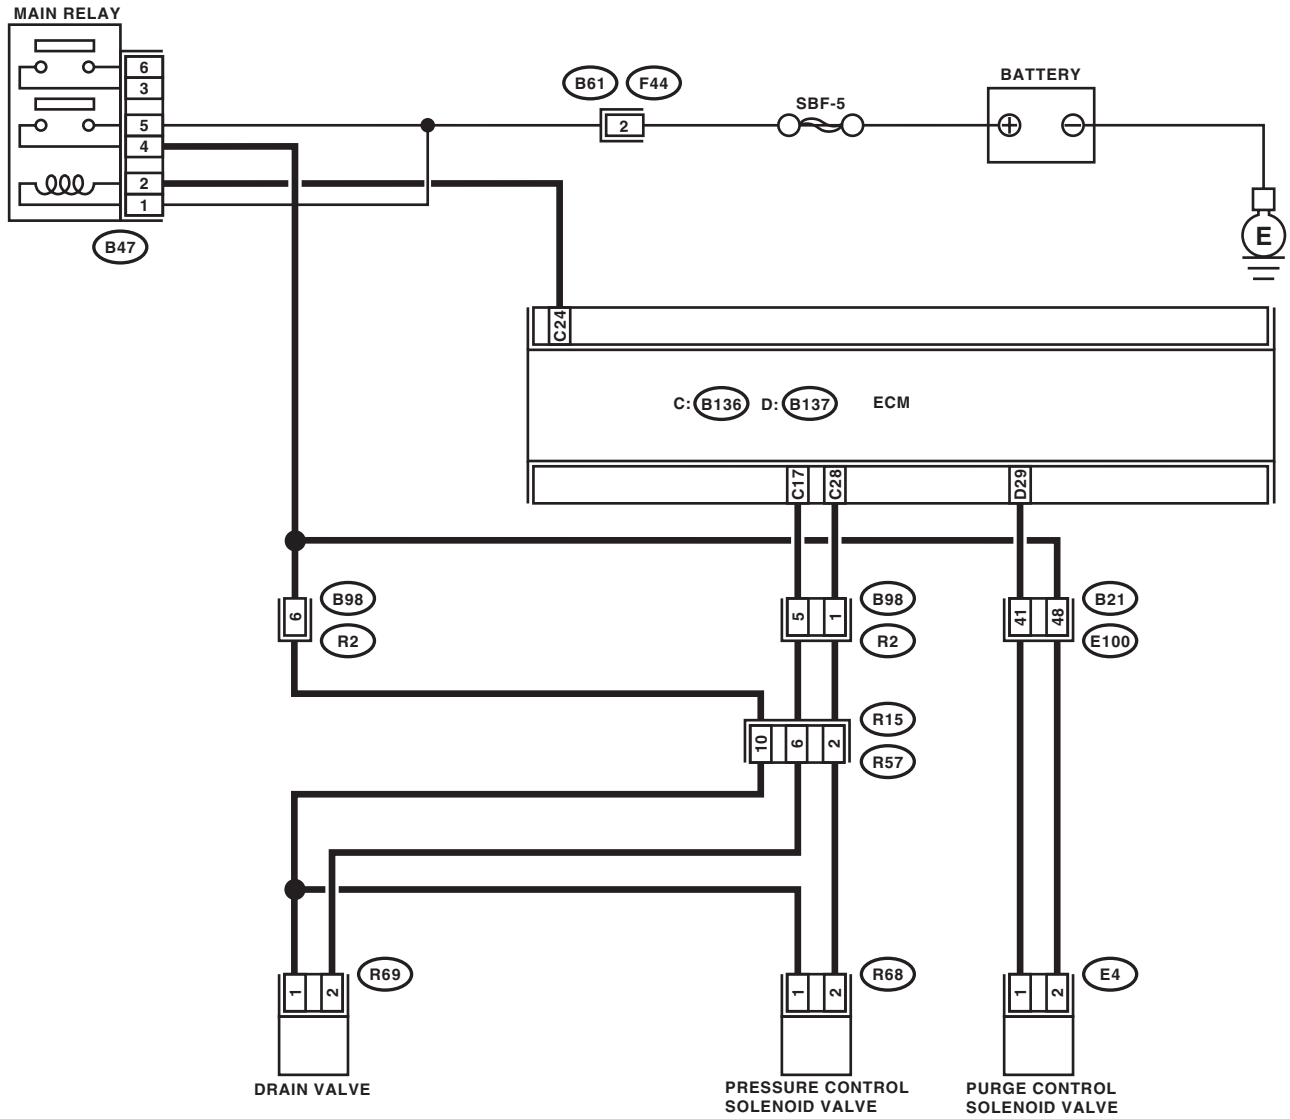 MAIN RELAY
6
3
5
4
2
1
B47
B61 F44
2
SBF-5
BATTERY
+ −
E
C24
C: B136 D: B137 ECM
C17 C28 D29
6
B98
R2
5 1
B98
R2
41 48
B21
E100
10 6 2
R15
R57
1 2
R69
1 2
R68
1 2
E4
DRAIN VALVE
PRESSURE CONTROL
SOLENOID VALVE
PURGE CONTROL
SOLENOID VALVE